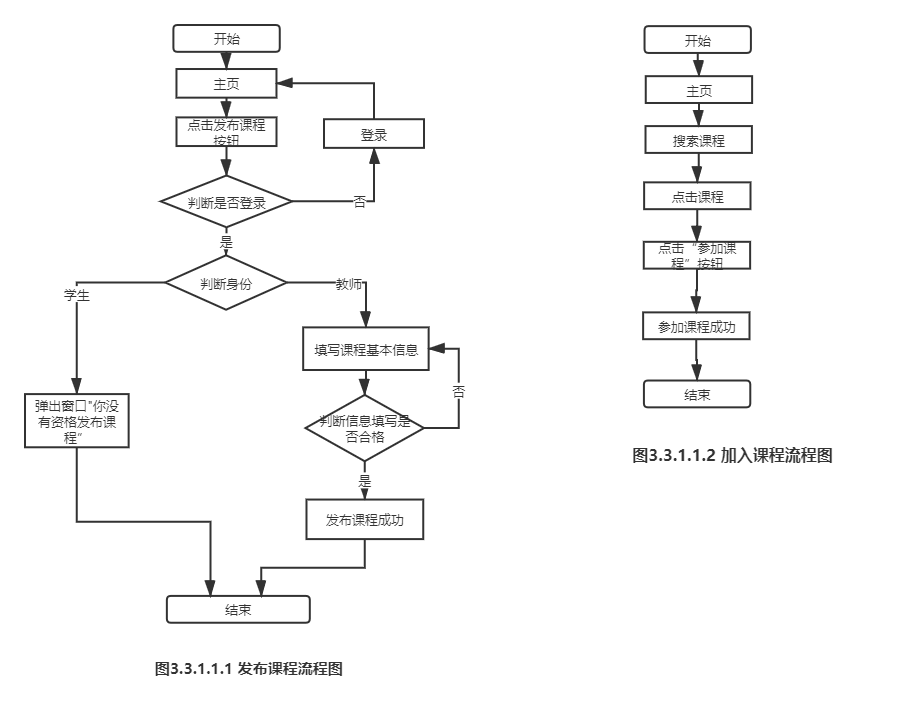 开始
主页
点击发布课程
按钮
登录
判断是否登录
否
是
判断身份
学生
教师
填写课程基本信息
弹出窗口"你没
有资格发布课
程”
判断信息填写是
否合格
否
是
发布课程成功
结束
图3.3.1.1.1 发布课程流程图
开始
主页
搜索课程
点击课程
点击“参加课
程”按钮
参加课程成功
结束
图3.3.1.1.2 加入课程流程图